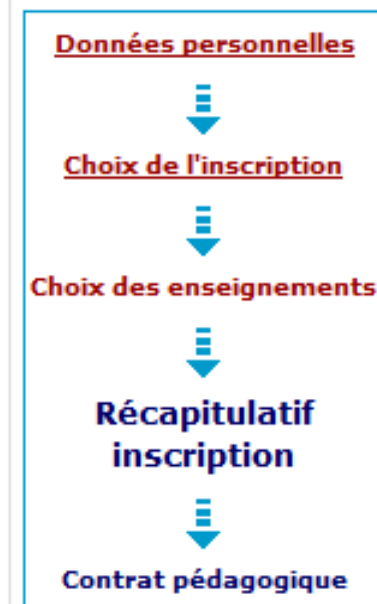 Données personnelles
Choix de l'inscription
Choix des enseignements
Récapitulatif
inscription
Contrat pédagogique